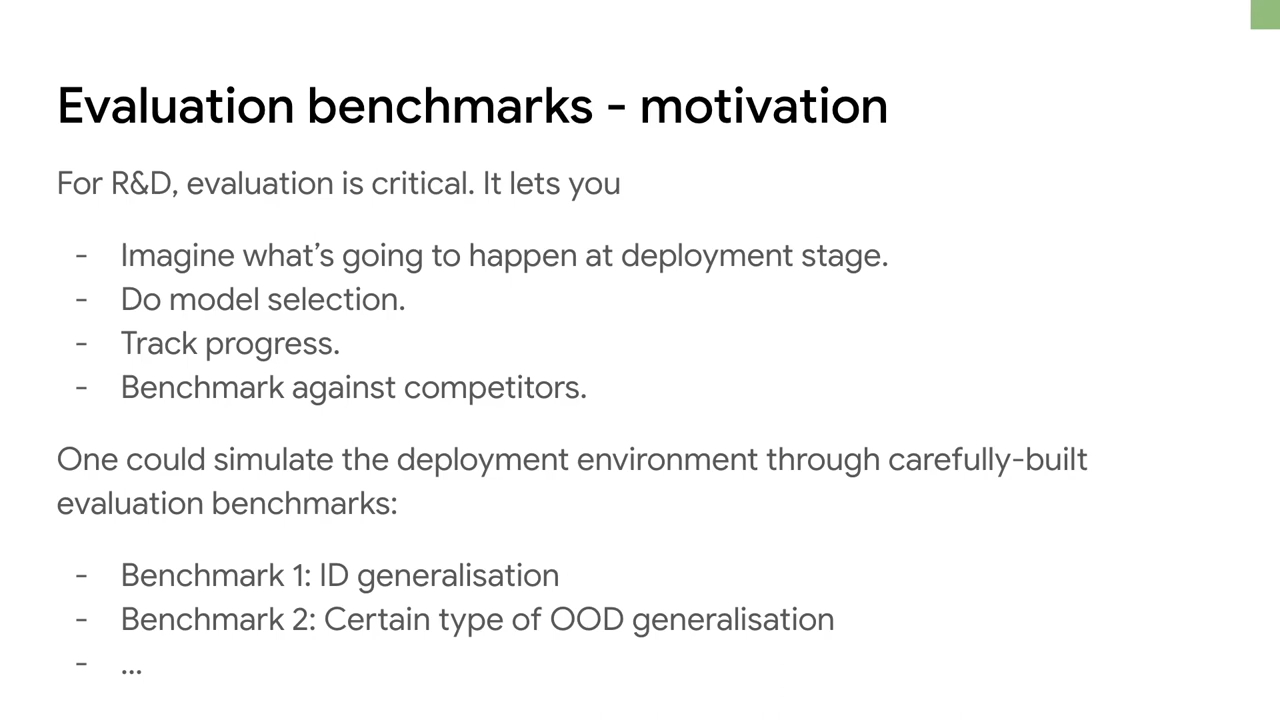 Evaluation benchmarks - motivation
For R&D, evaluation is critical. It lets you
- Imagine what's going to happen at deployment stage.
- Do model selection.
- Track progress.
- Benchmark against competitors.
One could simulate the deployment environment through carefully-built
evaluation benchmarks:
- Benchmark 1: ID generalisation
- Benchmark 2: Certain type of OOD generalisation
- ...